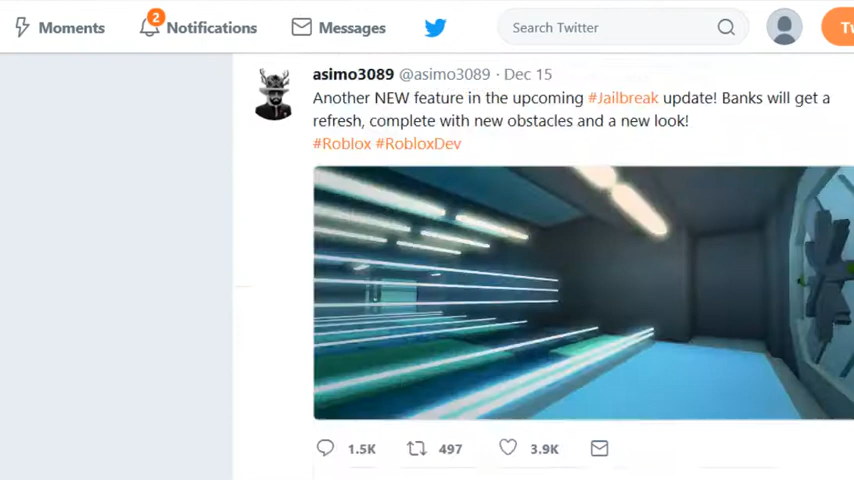 Moments
2
Notifications
Messages
Search Twitter
Tw
asimo3089 @asimo3089 · Dec 15
Another NEW feature in the upcoming #Jailbreak update! Banks will get a
refresh, complete with new obstacles and a new look!
#Roblox #RobloxDev
1.5K
497
3.9K